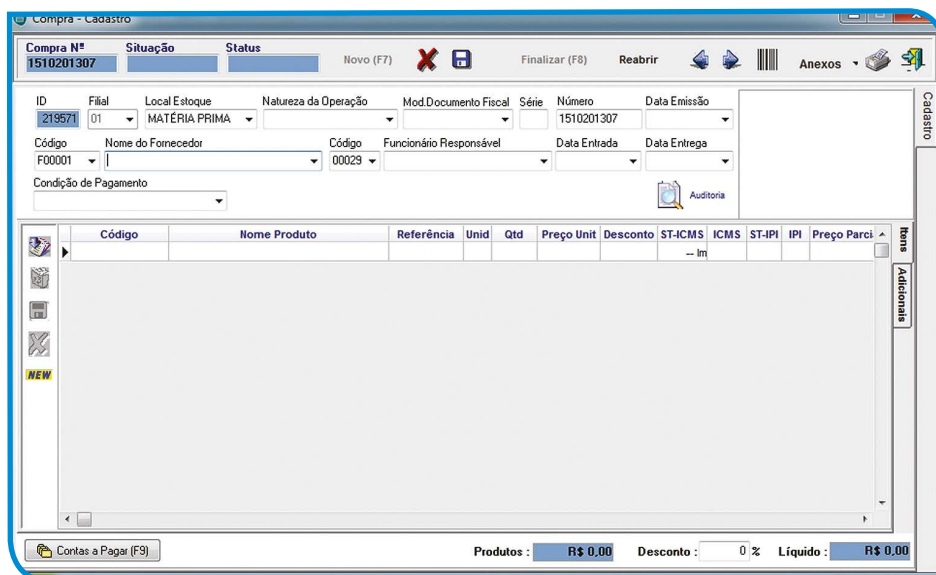 Compra - Cadastro
Compra Nº Situação Status
1510201307 Novo (F7) Finalizar (F8) Reabrir Anexos
ID Filial Local Estoque Natureza da Operação Mod.Documento Fiscal Série Número Data Emissão
219571 01 MATÉRIA PRIMA 1510201307
Código Nome do Fornecedor Código Funcionário Responsável Data Entrada Data Entrega
F00001 00029
Condição de Pagamento
Auditoria
Cadastro
Código Nome Produto Referência Unid Qtd Preço Unit Desconto ST-ICMS ICMS ST-IPI IPI Preço Parci
-- Im
Itens
Adicionais
NEW
Contas a Pagar (F9) Produtos : R$ 0,00 Desconto : 0 % Líquido : R$ 0,00